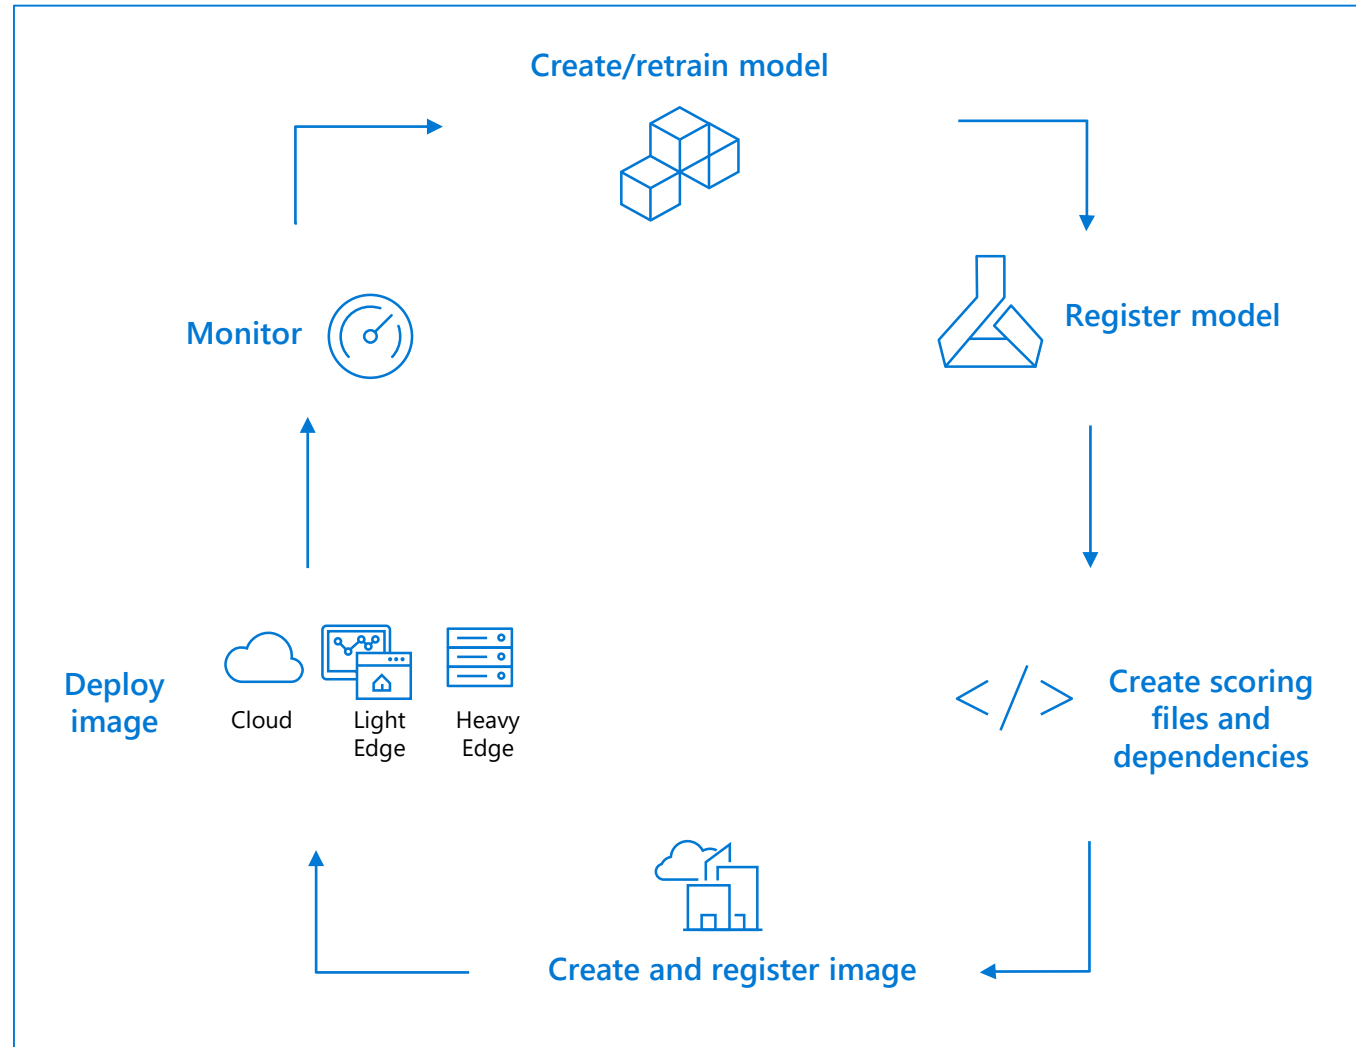 Create/retrain model
Monitor
Register model
Deploy
image
Cloud
Light
Edge
Heavy
Edge
Create scoring
files and
dependencies
Create and register image